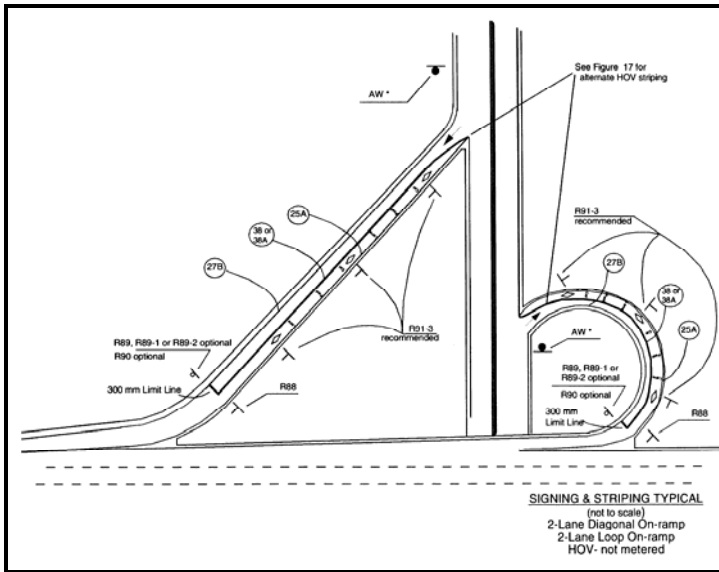 See Figure 17 for
alternate HOV striping
AW *
R91-3
recommended
25A
38 or
38A
27B
27B
38 or
38A
25A
R91-3
recommended
AW *
R89, R89-1 or R89-2 optional
R90 optional
R89, R89-1 or
R89-2 optional
R90 optional
300 mm Limit Line
R88
300 mm
Limit Line
R88
SIGNING & STRIPING TYPICAL
(not to scale)
2-Lane Diagonal On-ramp
2-Lane Loop On-ramp
HOV- not metered